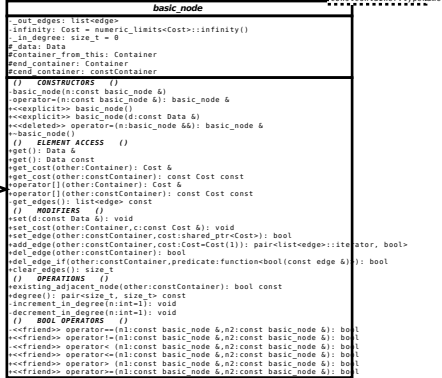 basic_node
-_out_edges: list<edge>
-infinity: Cost = numeric_limits<Cost>::infinity()
-_in_degree: size_t = 0
#_data: Data
#container_from_this: Container
#end_container: Container
#cend_container: constContainer
() CONSTRUCTORS ()
-basic_node(n:const basic_node &)
-operator=(n:const basic_node &): basic_node &
+<<explicit>> basic_node()
+<<explicit>> basic_node(d:const Data &)
+<<deleted>> operator=(n:basic_node &&): basic_node &
+~basic_node()
() ELEMENT ACCESS ()
+get(): Data &
+get(): Data const
+get_cost(other:Container): Cost &
+get_cost(other:constContainer): const Cost const
+operator[](other:Container): Cost &
+operator[](other:constContainer): const Cost const
-get_edges(): list<edge> const
() MODIFIERS ()
+set(d:const Data &): void
+set_cost(other:Container,c:const Cost &): void
+set_edge(other:constContainer,cost:shared_ptr<Cost>): bool
+add_edge(other:constContainer,cost:Cost=Cost(1)): pair<list<edge>::iterator, bool>
+del_edge(other:constContainer): bool
+del_edge_if(other:constContainer,predicate:function<bool(const edge &)>): bool
+clear_edges(): size_t
() OPERATIONS ()
+existing_adjacent_node(other:constContainer): bool const
+degree(): pair<size_t, size_t> const
-increment_in_degree(n:int=1): void
-decrement_in_degree(n:int=1): void
() BOOL OPERATORS ()
-<<friend>> operator==(n1:const basic_node &,n2:const basic_node &): bool
+<<friend>> operator!=(n1:const basic_node &,n2:const basic_node &): bool
+<<friend>> operator< (n1:const basic_node &,n2:const basic_node &): bool
+<<friend>> operator<=(n1:const basic_node &,n2:const basic_node &): bool
+<<friend>> operator> (n1:const basic_node &,n2:const basic_node &): bool
+<<friend>> operator>=(n1:const basic_node &,n2:const basic_node &): bool